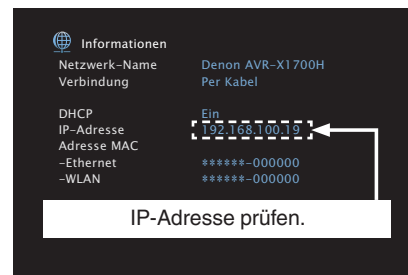 Informationen
Netzwerk-Name Denon AVR-X1700H
Verbindung Per Kabel
DHCP Ein
IP-Adresse 192.168.100.19
Adresse MAC
-Ethernet ******-000000
-WLAN ******-000000
IP-Adresse prüfen.